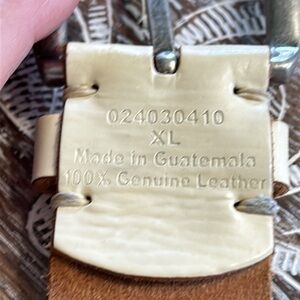 024030410
XL
Made in Guatemala
100% Genuine Leather